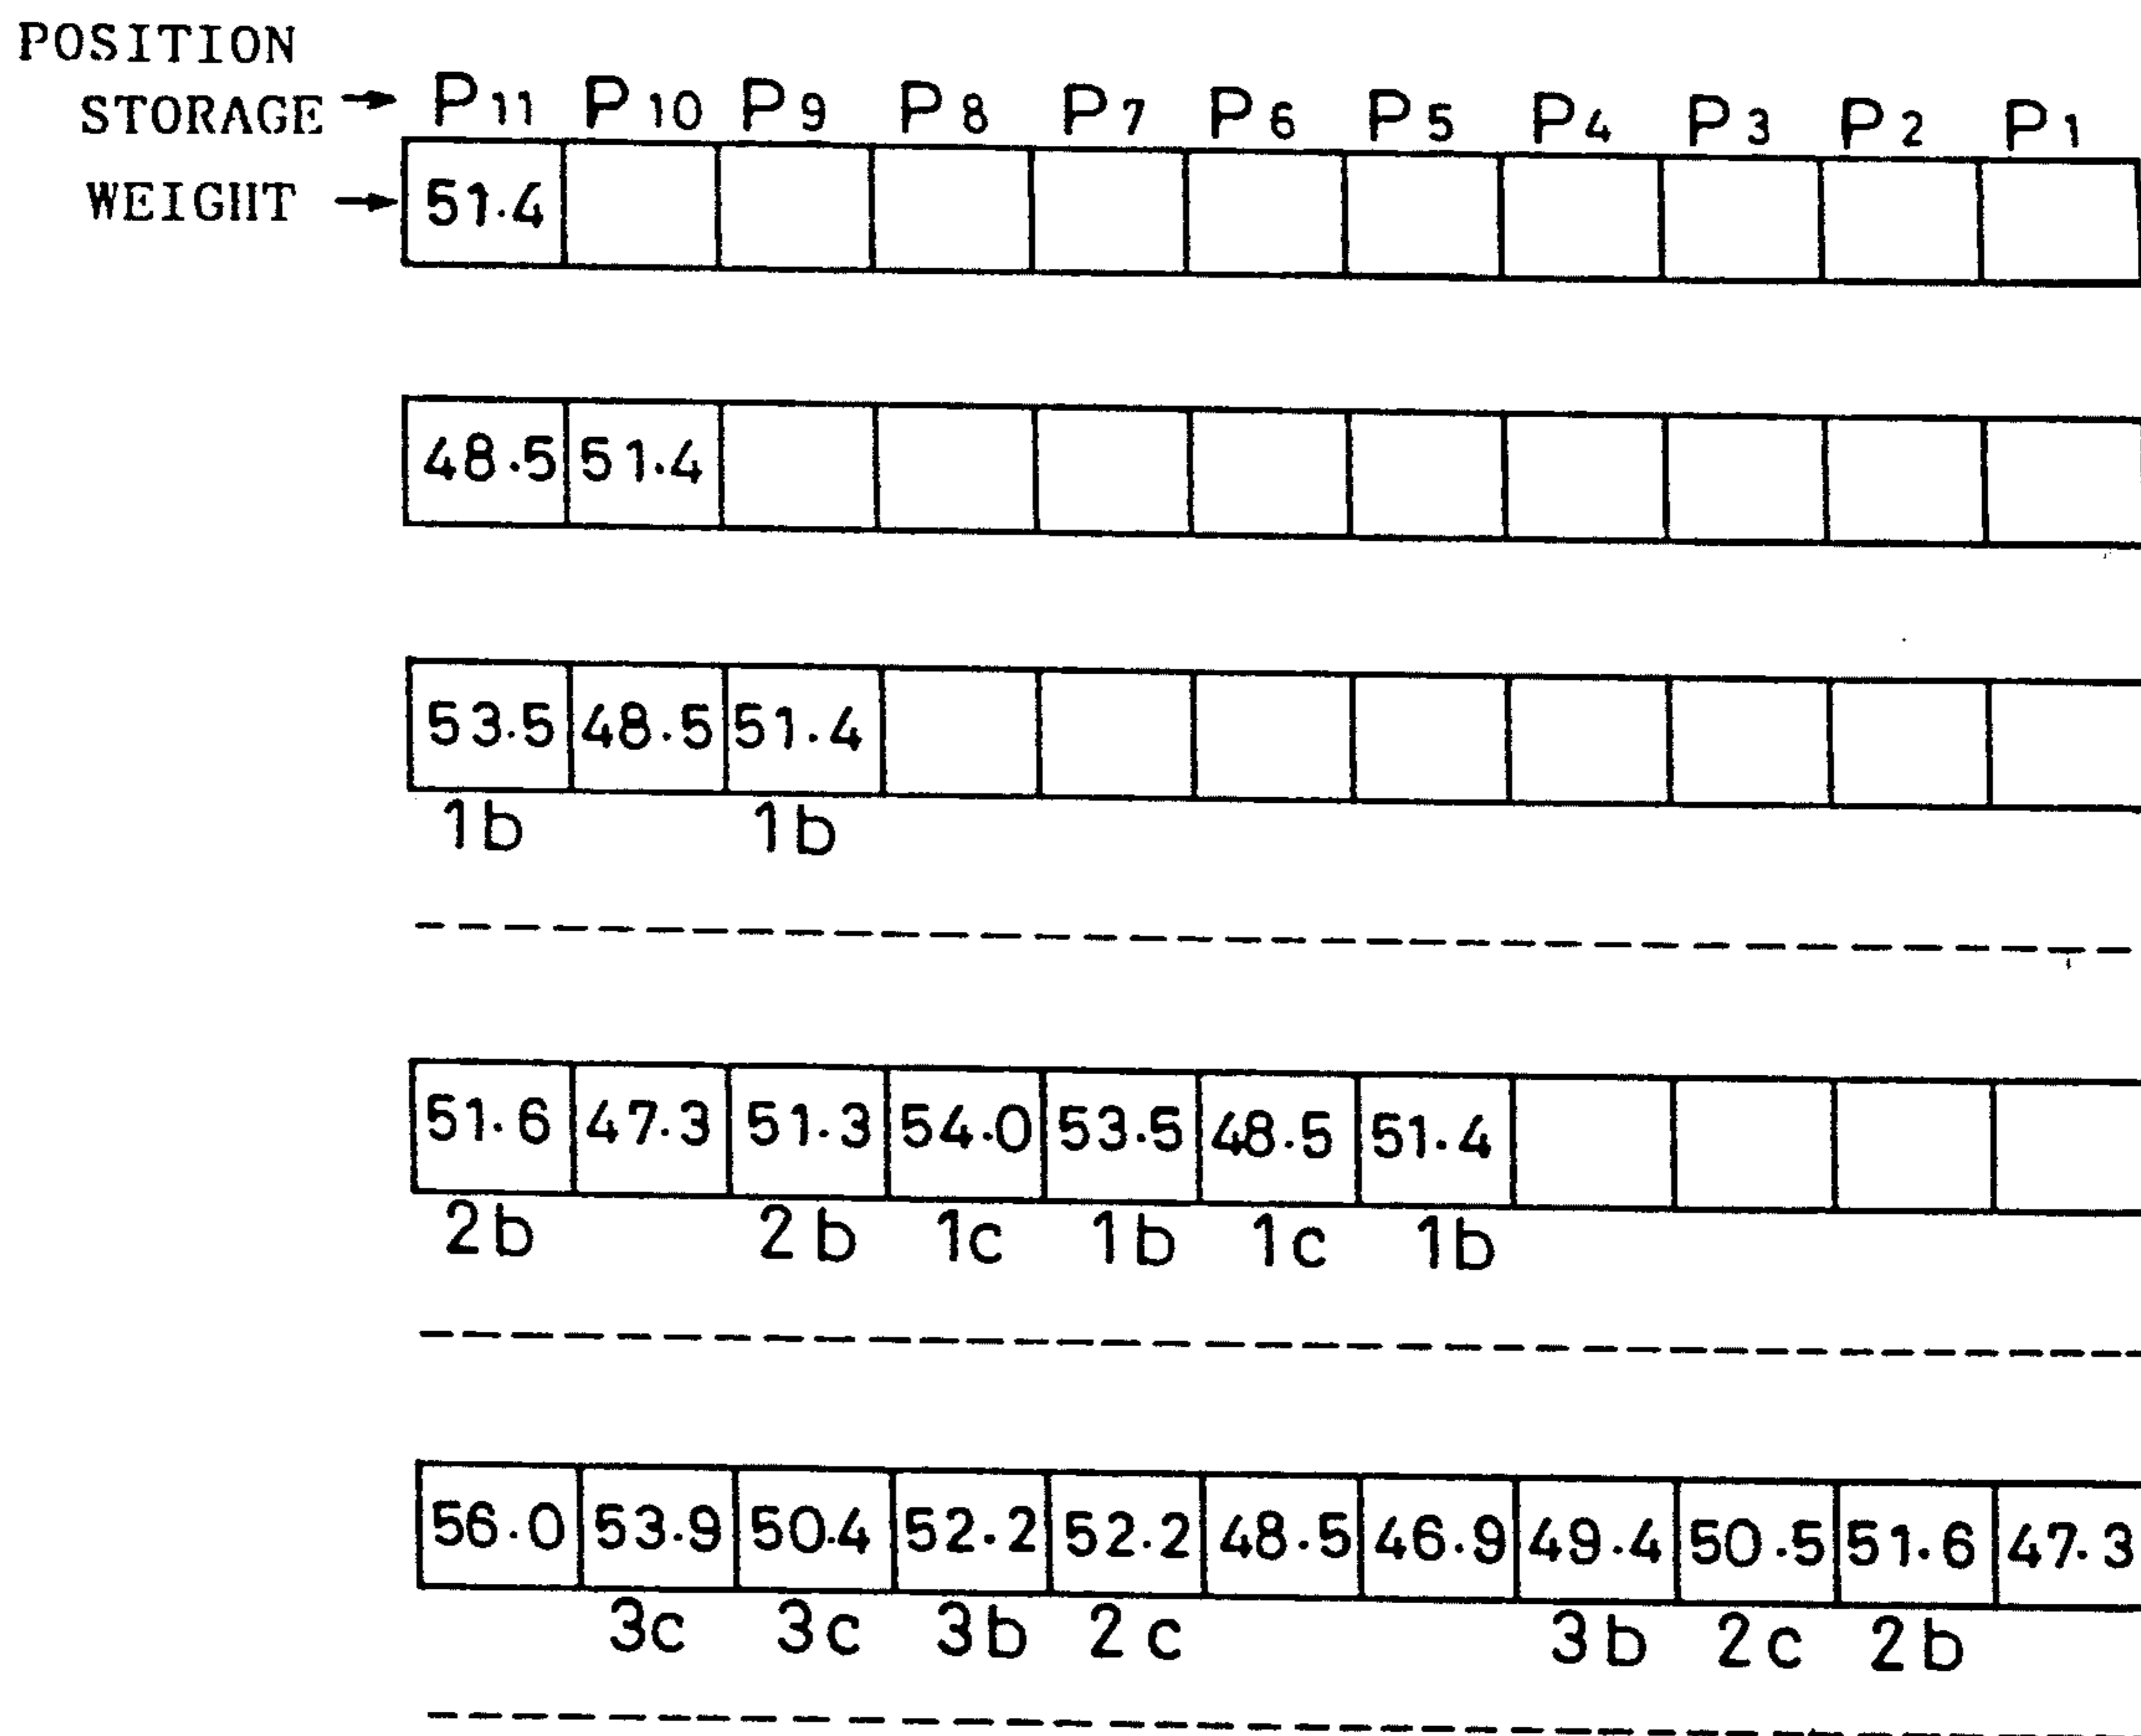 POSITION
STORAGE → P11 P10 P9 P8 P7 P6 P5 P4 P3 P2 P1
WEIGHT → 51.4
48.5 51.4
53.5 48.5 51.4
1b 1b
51.6 47.3 51.3 54.0 53.5 48.5 51.4
2b 2b 1c 1b 1c 1b
56.0 53.9 50.4 52.2 52.2 48.5 46.9 49.4 50.5 51.6 47.3
3c 3c 3b 2c 3b 2c 2b